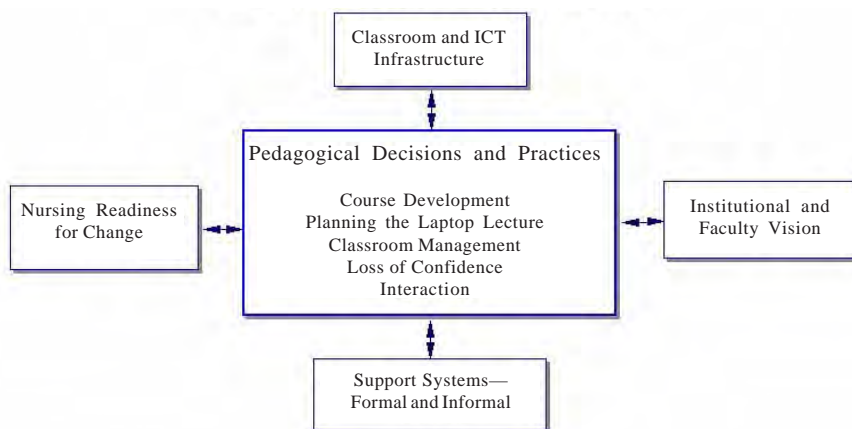 Classroom and ICT
Infrastructure
Pedagogical Decisions and Practices
Course Development
Planning the Laptop Lecture
Classroom Management
Loss of Confidence
Interaction
Nursing Readiness
for Change
Institutional and
Faculty Vision
Support Systems—
Formal and Informal